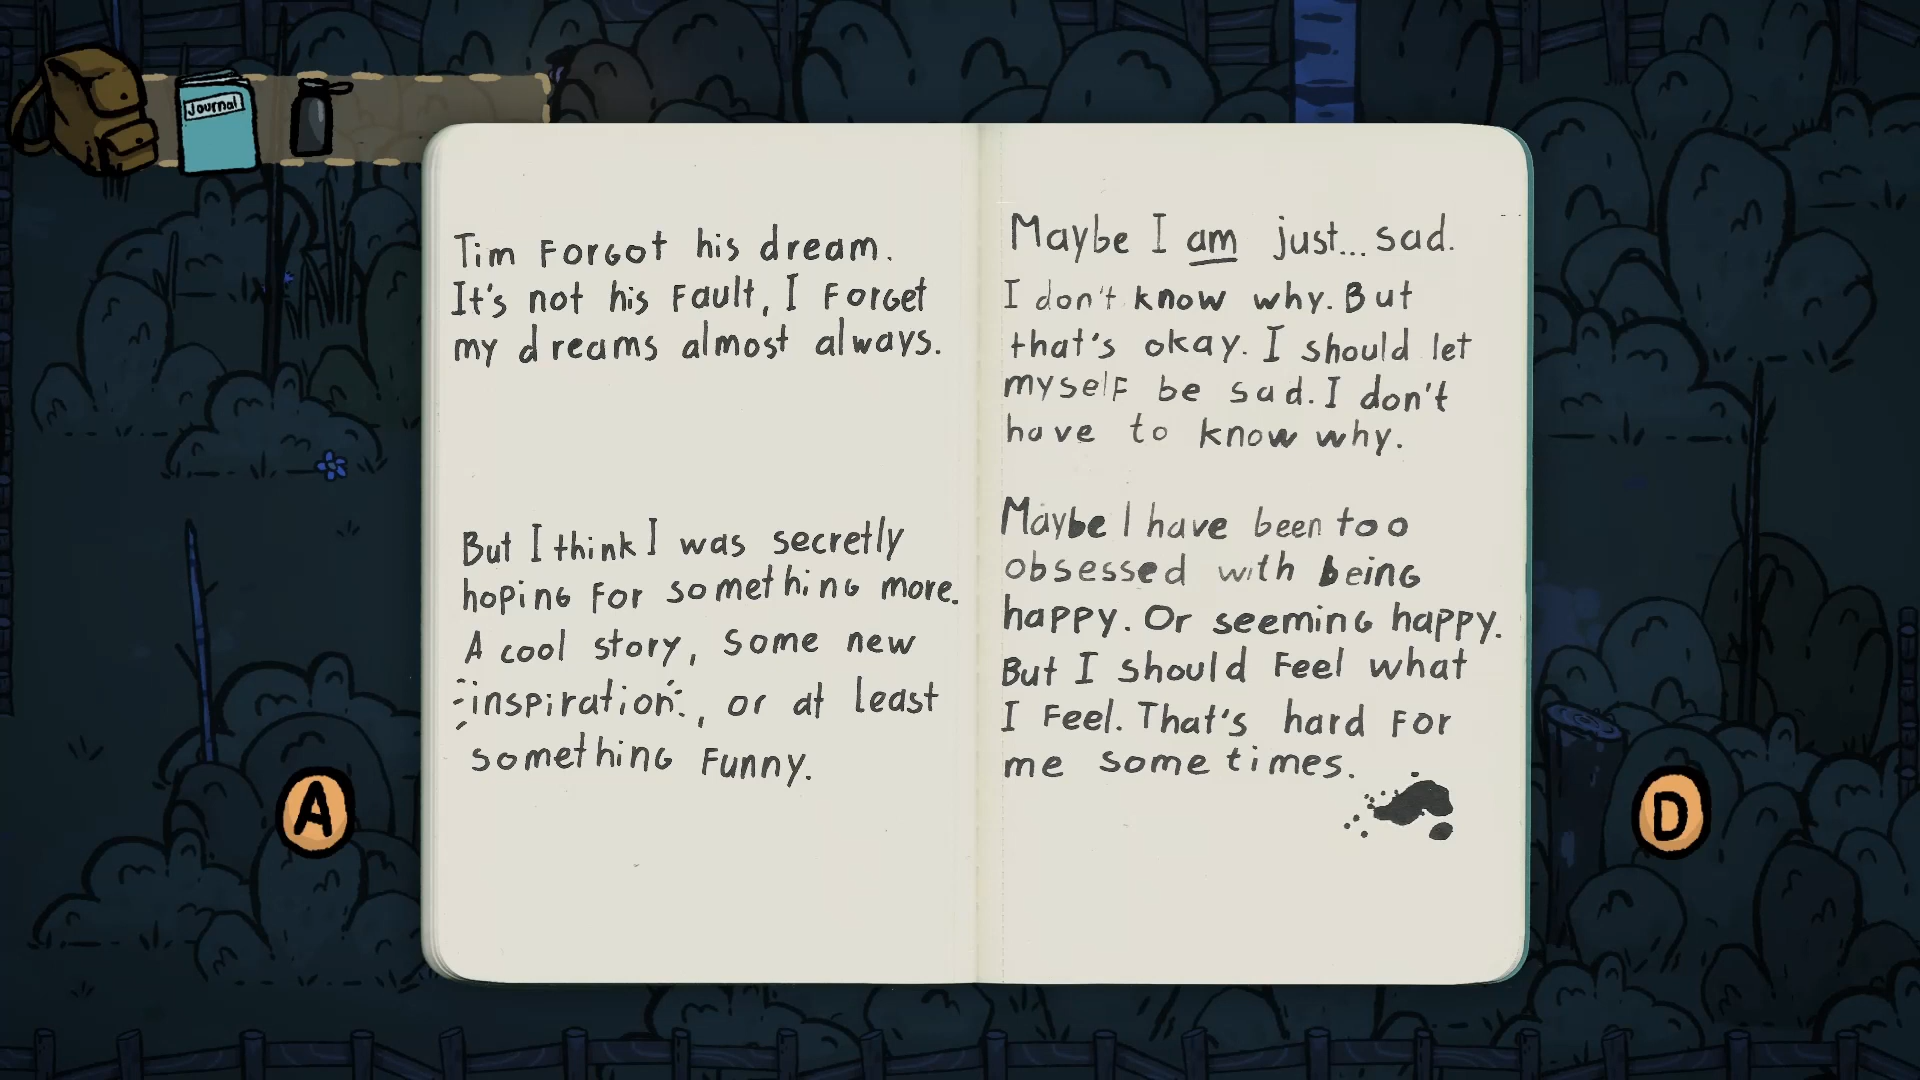 Journal
Tim Forgot his dream.
It's not his Fault, I Forget
my dreams almost always.
But I think I was secretly
hoping For something more.
A cool story, some new
inspiration, or at least
something Funny.
Maybe I am just... sad.
I don't know why. But
that's okay. I should let
myself be sad. I don't
have to know why.
Maybe I have been too
obsessed with being
happy. Or seeming happy.
But I should Feel what
I Feel. That's hard For
me sometimes.
A
D